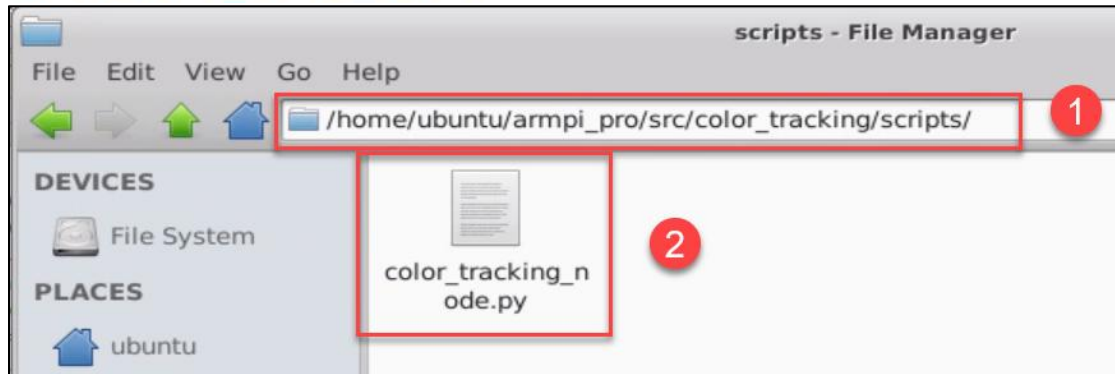 scripts - File Manager
File Edit View Go Help
/home/ubuntu/armpi_pro/src/color_tracking/scripts/
1
DEVICES
File System
PLACES
ubuntu
color_tracking_n
ode.py
2